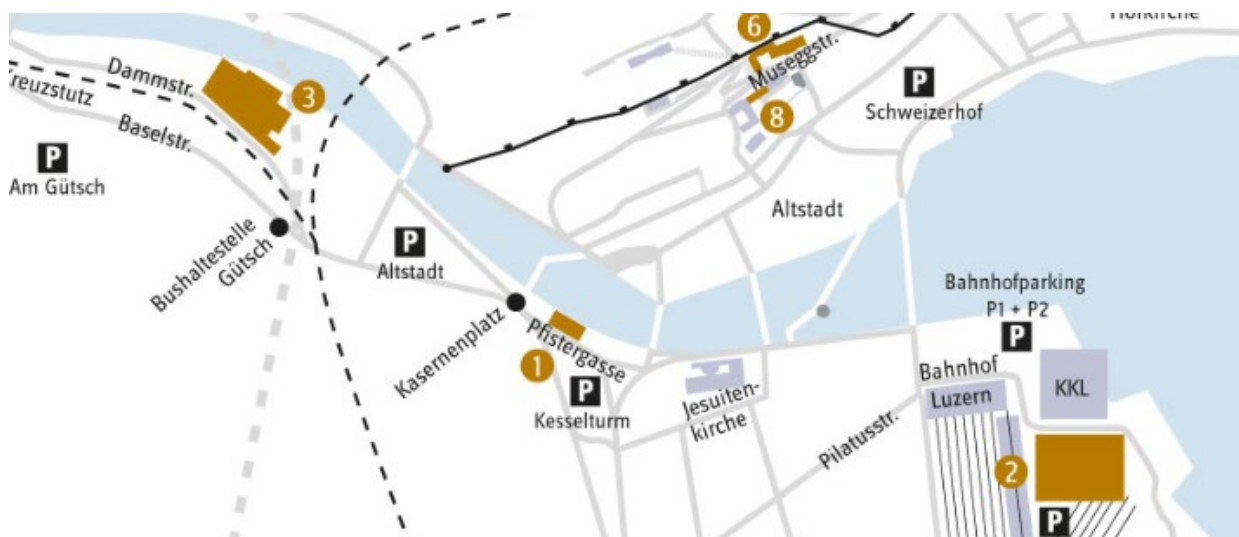 Hofkirche
6
Museggstr.
P
Schweizerhof
Dammstr.
3
Kreuzstutz
8
Baselstr.
P
Am Gütsch
Altstadt
P
Altstadt
Bushaltestelle
Gütsch
Bahnhofparking
P1 + P2
P
Kasernenplatz
Pfistergasse
1
P
Kesselturm
Jesuiten-
kirche
Bahnhof
Luzern
KKL
Pilatusstr.
2
P